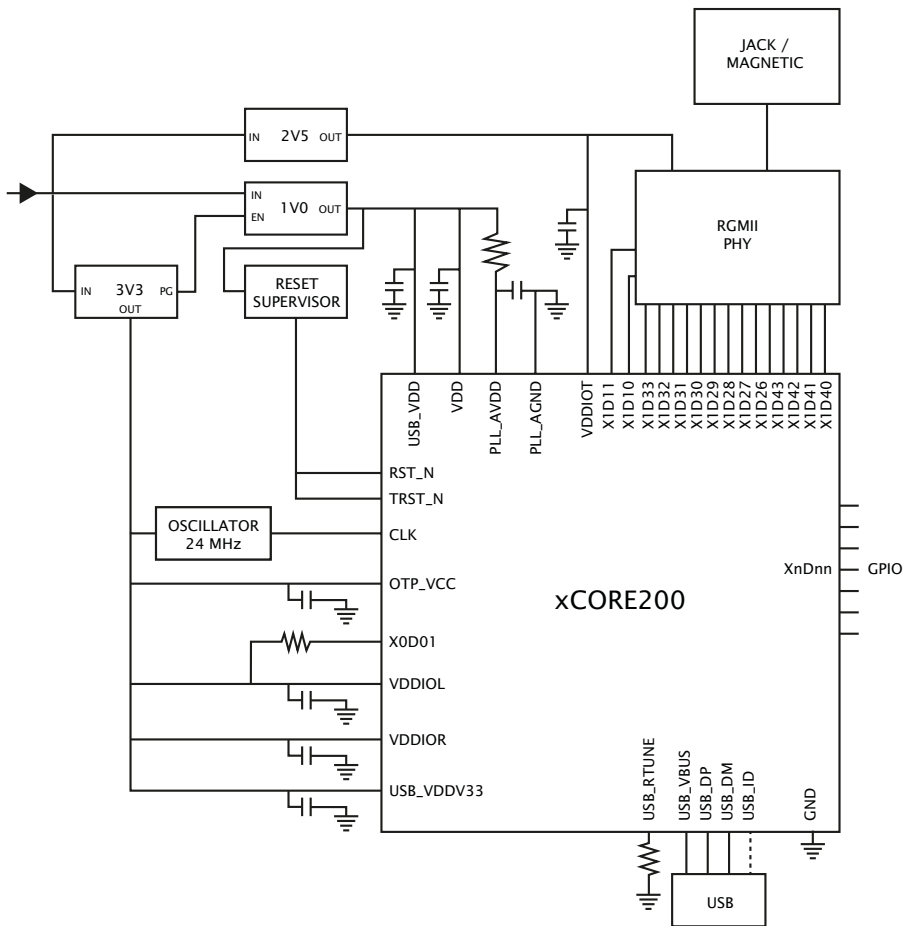 JACK /
MAGNETIC
IN 2V5 OUT
IN
1V0 OUT
EN
RGMII
PHY
IN 3V3 PG
OUT
RESET
SUPERVISOR
USB_VDD
VDD
PLL_AVDD
PLL_AGND
VDDIOT
X1D11
X1D10
X1D33
X1D32
X1D31
X1D30
X1D29
X1D28
X1D27
X1D26
X1D43
X1D42
X1D41
X1D40
RST_N
TRST_N
OSCILLATOR
24 MHz
CLK
XnDnn GPIO
OTP_VCC
xCORE200
X0D01
VDDIOL
VDDIOR
USB_VDDV33
USB_RTUNE
USB_VBUS
USB_DP
USB_DM
USB_ID
GND
USB